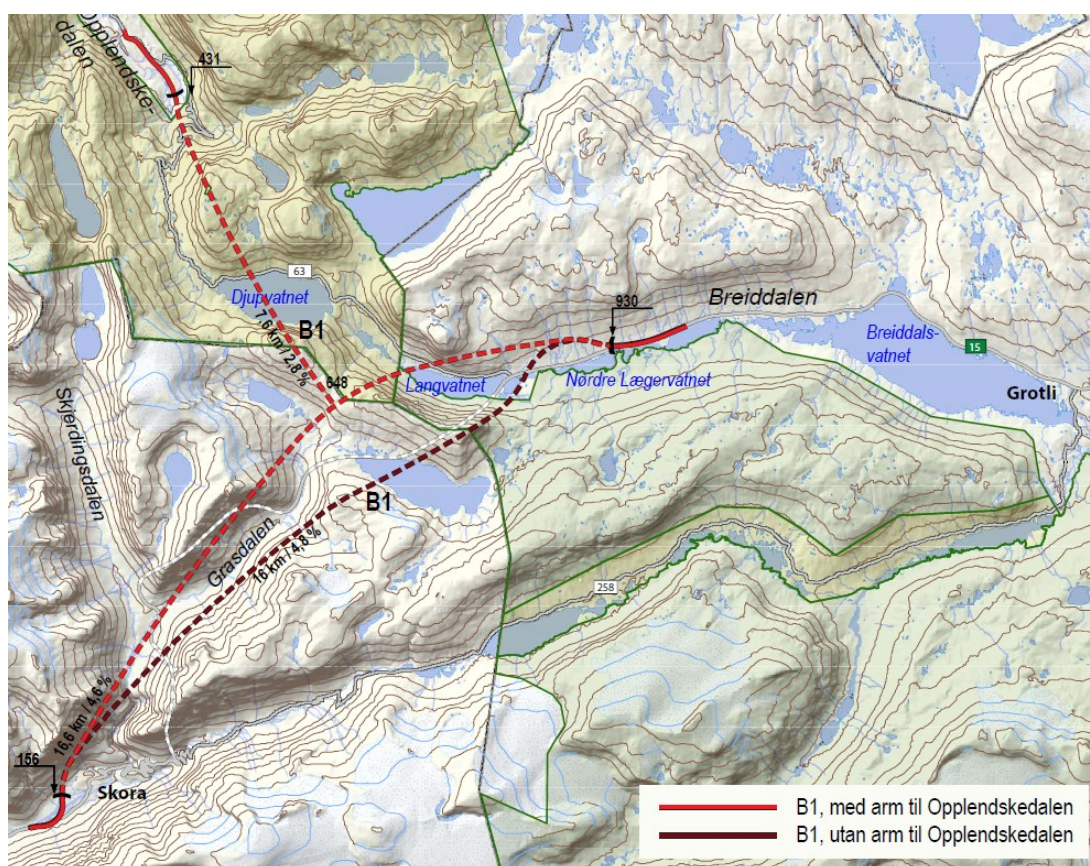 Opplendske-
dalen
431
63
Djupvatnet
7,6 km / 2,8 %
B1
930
Breiddalen
Breiddals-
vatnet
15
Langvatnet
Nørdre Lægervatnet
Grotli
648
Skjerdingsdalen
B1
Grasdalen
16 km / 4,8 %
258
16,6 km / 4,6 %
156
Skora
B1, med arm til Opplendskedalen
B1, utan arm til Opplendskedalen